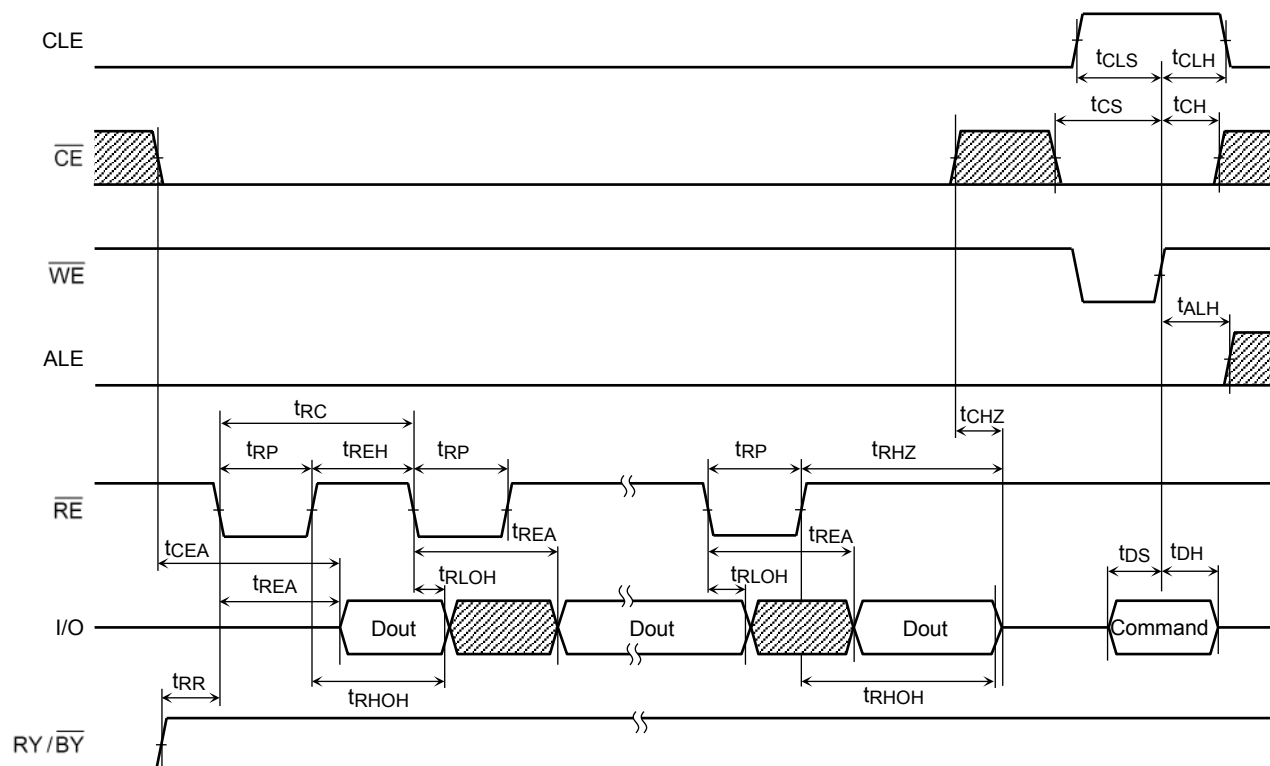 CLE
tCLS tCLH
tCS tCH
CE
WE
tALH
ALE
tRC
tCHZ
tRP tREH tRP tRP tRHZ
RE
tCEA tREA tREA
tDS tDH
tREA tRLOH tRLOH
I/O Dout Dout Dout Command
tRR tRHOH tRHOH
RY/BY